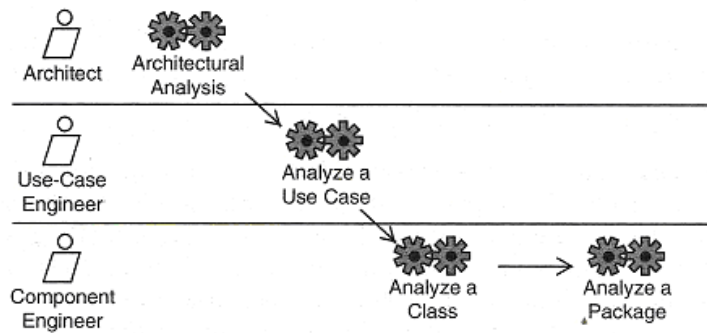 Architect
Architectural
Analysis
Use-Case
Engineer
Analyze a
Use Case
Component
Engineer
Analyze a
Class
Analyze a
Package